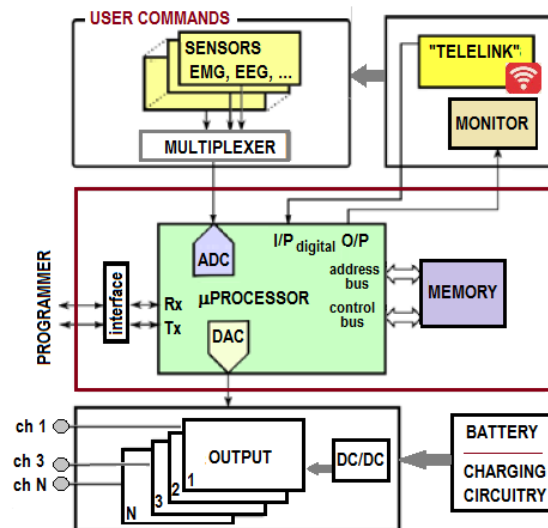 USER COMMANDS
SENSORS
EMG, EEG, ...
MULTIPLEXER
"TELELINK"
MONITOR
I/P digital O/P
ADC
address
bus
µPROCESSOR
control
bus
MEMORY
PROGRAMMER
interface
Rx
Tx
DAC
ch 1
ch 3
ch N
OUTPUT
1
2
3
N
DC/DC
BATTERY
CHARGING
CIRCUITRY